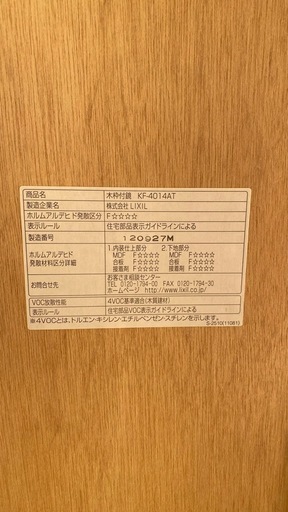 商品名 木枠付鏡 KF-4014AT
製造企業名 株式会社 LIXIL
ホルムアルデヒド発散区分 F☆☆☆☆
表示ルール 住宅部品表示ガイドラインによる
製造番号 120927M
ホルムアルデヒド発散材料区分詳細
1.内装仕上部分 2.下地部分
MDF F☆☆☆☆ MDF F☆☆☆☆
合板 F☆☆☆☆ 合板 F☆☆☆☆
接着剤 F☆☆☆☆ 接着剤 F☆☆☆☆
お問合せ お客さま相談センター
TEL 0120-1794-00 FAX 0120-1794-30
ホームページ http://www.lixil.co.jp/
VOC放散性能 4VOC基準適合(木質建材)
表示ルール 住宅部品VOC表示ガイドラインによる
※4VOCとは、トルエン・キシレン・エチルベンゼン・スチレンを示す。
S-2510(11081)